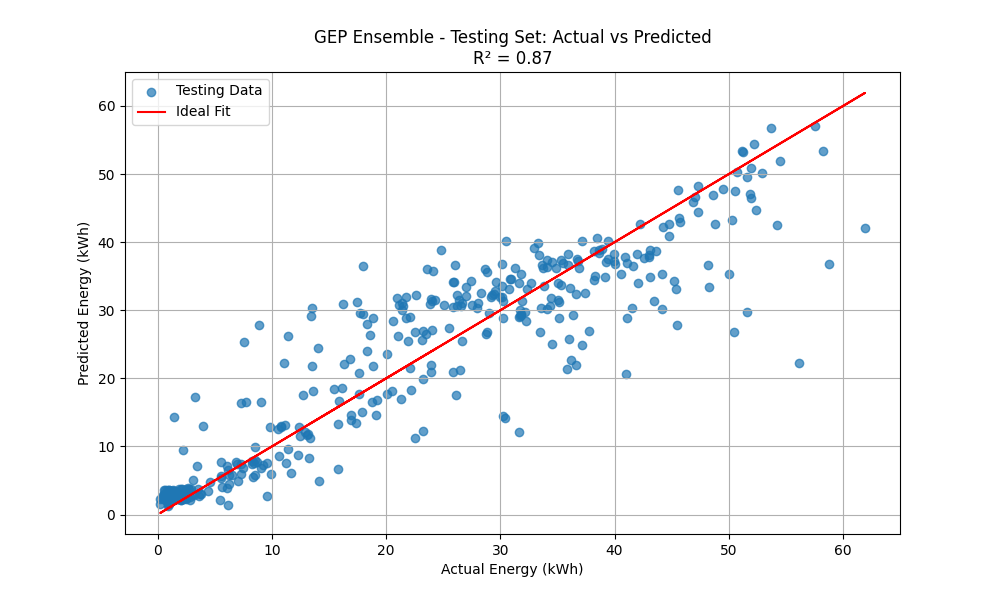 GEP Ensemble - Testing Set: Actual vs Predicted
R² = 0.87
Testing Data
Ideal Fit
Predicted Energy (kWh)
60
50
40
30
20
10
0
0 10 20 30 40 50 60
Actual Energy (kWh)